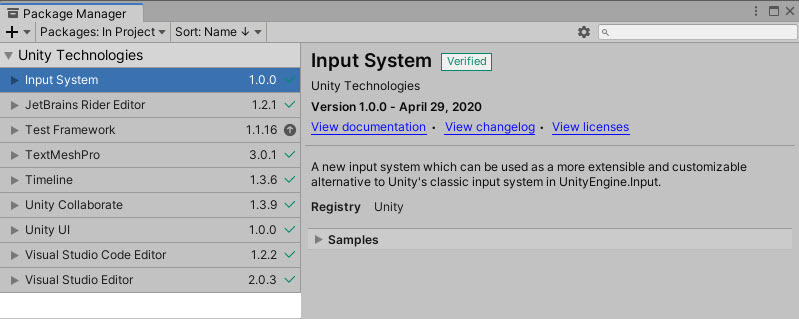 Package Manager
+ Packages: In Project Sort: Name ↓
Unity Technologies
Input System 1.0.0
JetBrains Rider Editor 1.2.1
Test Framework 1.1.16
TextMeshPro 3.0.1
Timeline 1.3.6
Unity Collaborate 1.3.9
Unity UI 1.0.0
Visual Studio Code Editor 1.2.2
Visual Studio Editor 2.0.3
Input System Verified
Unity Technologies
Version 1.0.0 - April 29, 2020
View documentation • View changelog • View licenses
A new input system which can be used as a more extensible and customizable
alternative to Unity's classic input system in UnityEngine.Input.
Registry Unity
Samples